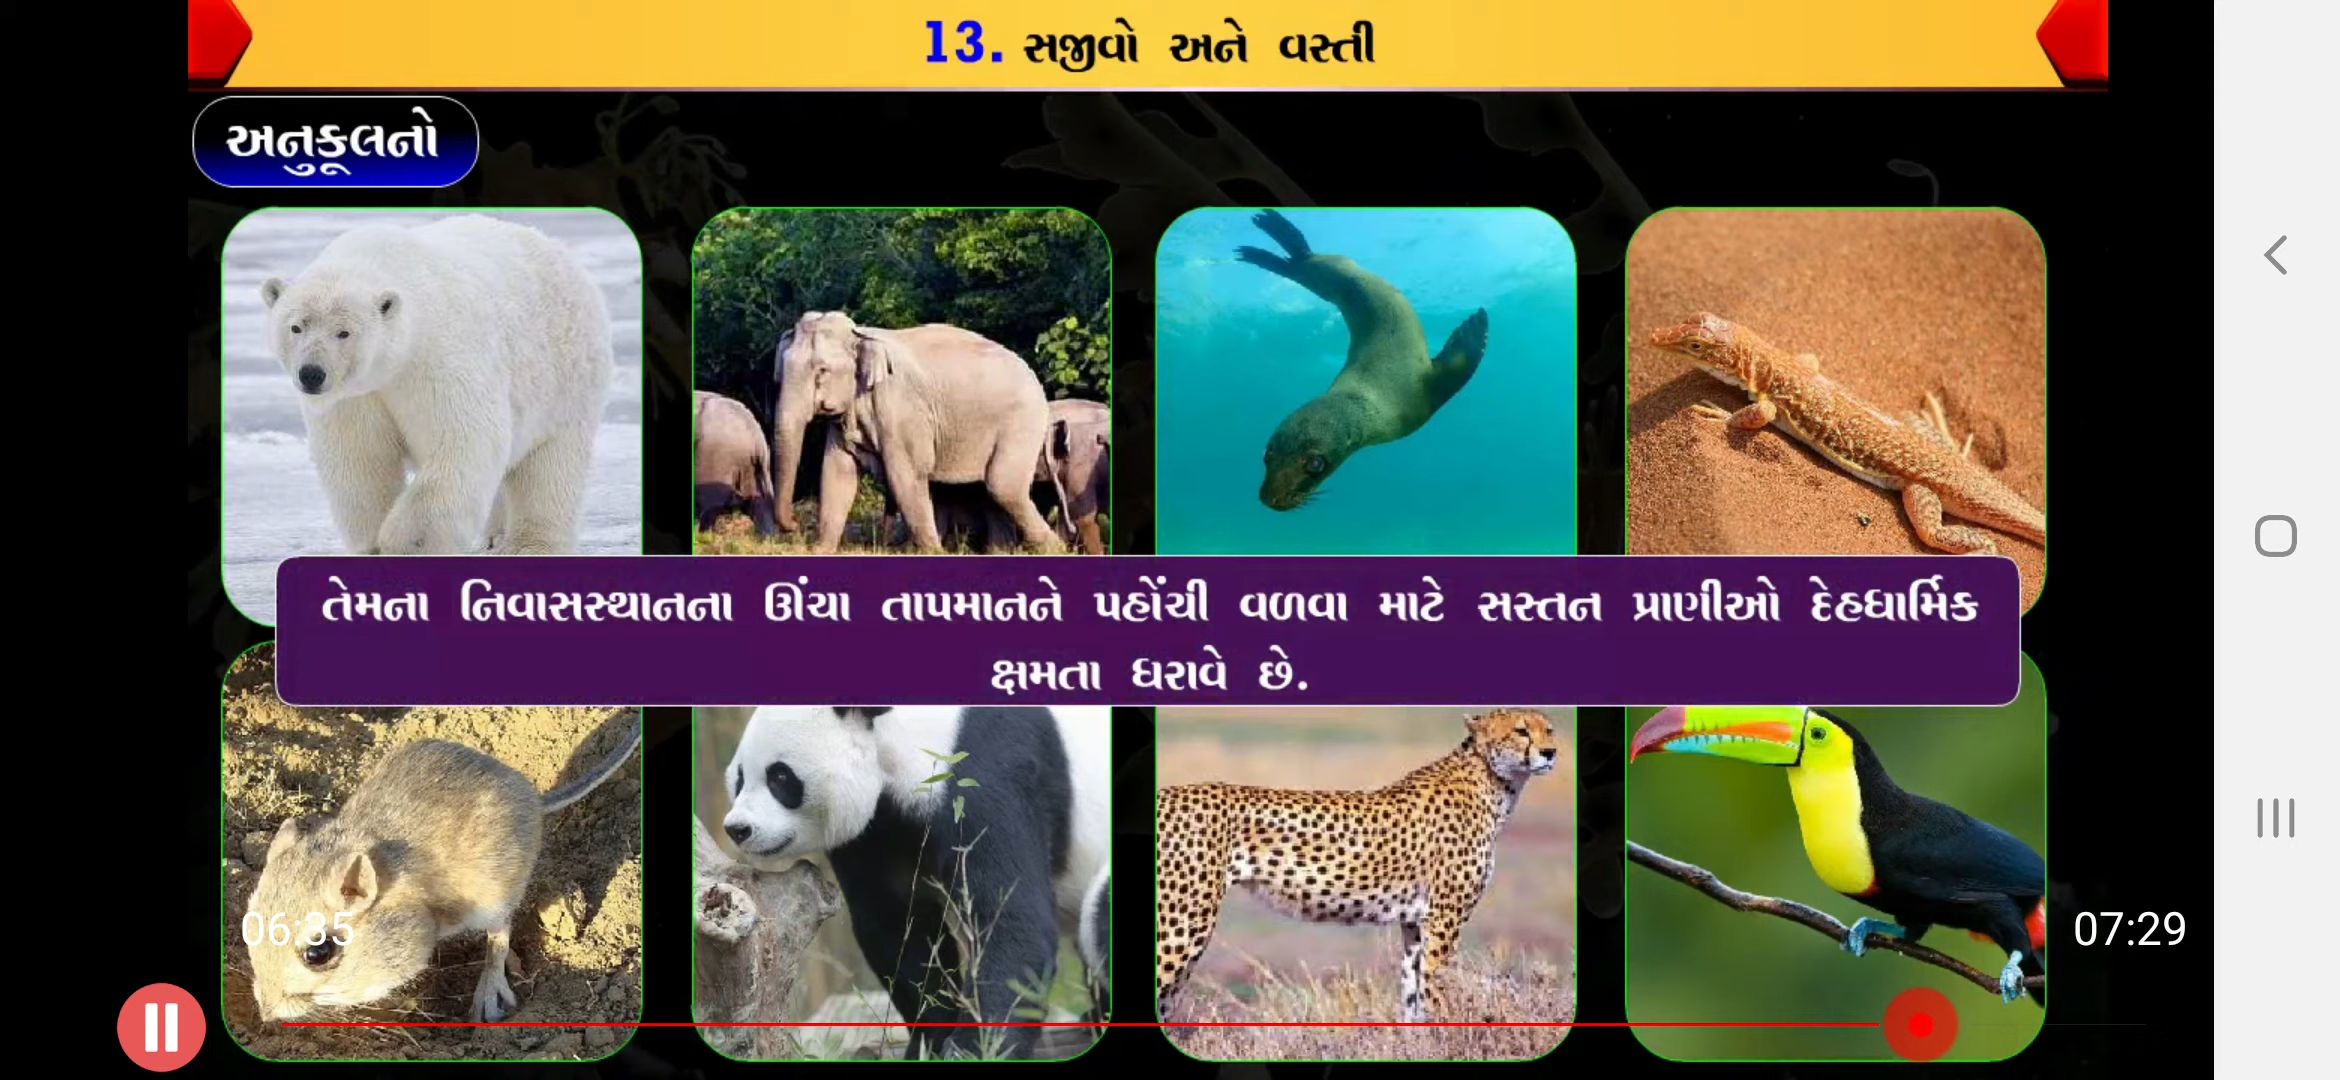 13. સજીવો અને વસ્તી
અનુકૂલનો
તેમના નિવાસસ્થાનના ઊંચા તાપમાનને પહોંચી વળવા માટે સસ્તન પ્રાણીઓ દેહધાર્મિક
ક્ષમતા ધરાવે છે.
06:35
07:29